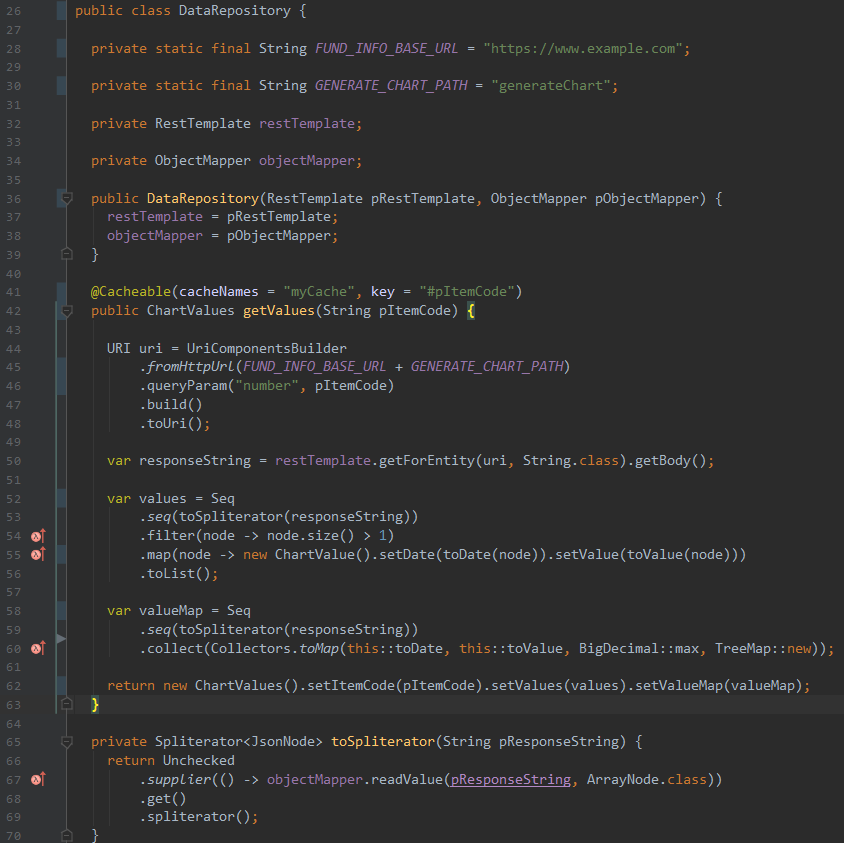 26 public class DataRepository {
27
28 private static final String FUND_INFO_BASE_URL = "https://www.example.com";
29
30 private static final String GENERATE_CHART_PATH = "generateChart";
31
32 private RestTemplate restTemplate;
33
34 private ObjectMapper objectMapper;
35
36 public DataRepository(RestTemplate pRestTemplate, ObjectMapper pObjectMapper) {
37 restTemplate = pRestTemplate;
38 objectMapper = pObjectMapper;
39 }
40
41 @Cacheable(cacheNames = "myCache", key = "#pItemCode")
42 public ChartValues getValues(String pItemCode) {
43
44 URI uri = UriComponentsBuilder
45 .fromHttpUrl(FUND_INFO_BASE_URL + GENERATE_CHART_PATH)
46 .queryParam("number", pItemCode)
47 .build()
48 .toUri();
49
50 var responseString = restTemplate.getForEntity(uri, String.class).getBody();
51
52 var values = Seq
53 .seq(toSpliterator(responseString))
54 .filter(node -> node.size() > 1)
55 .map(node -> new ChartValue().setDate(toDate(node)).setValue(toValue(node)))
56 .toList();
57
58 var valueMap = Seq
59 .seq(toSpliterator(responseString))
60 .collect(Collectors.toMap(this::toDate, this::toValue, BigDecimal::max, TreeMap::new));
61
62 return new ChartValues().setItemCode(pItemCode).setValues(values).setValueMap(valueMap);
63 }
64
65 private Spliterator<JsonNode> toSpliterator(String pResponseString) {
66 return Unchecked
67 .supplier(() -> objectMapper.readValue(pResponseString, ArrayNode.class))
68 .get()
69 .spliterator();
70 }